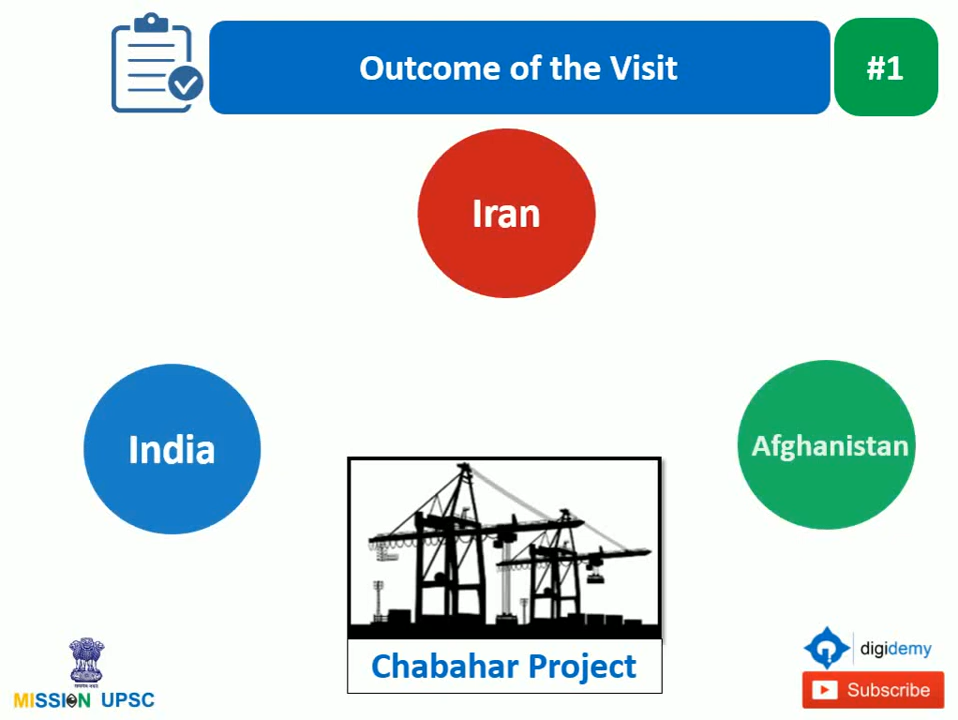 Outcome of the Visit
#1
Iran
India
Afghanistan
Chabahar Project
MISSION UPSC
digidemy
Subscribe